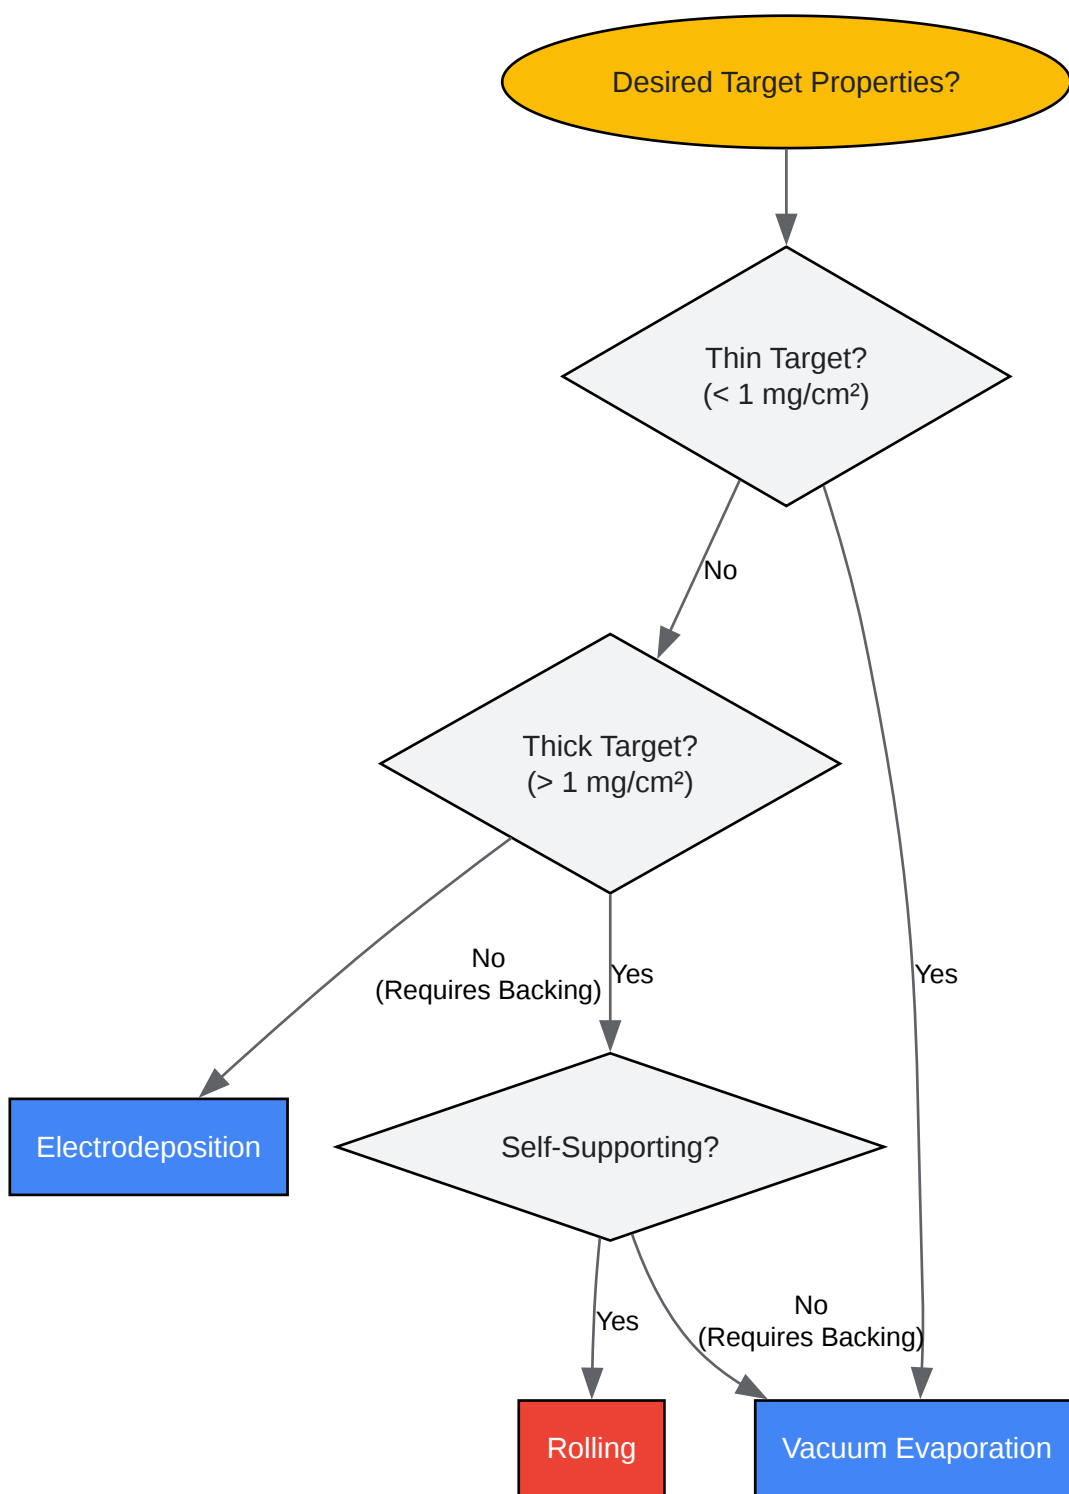 Desired Target Properties?
Thin Target?
(< 1 mg/cm²)
No
Thick Target?
(> 1 mg/cm²)
No
(Requires Backing)
Yes
Yes
Electrodeposition
Self-Supporting?
Yes
No
(Requires Backing)
Rolling
Vacuum Evaporation